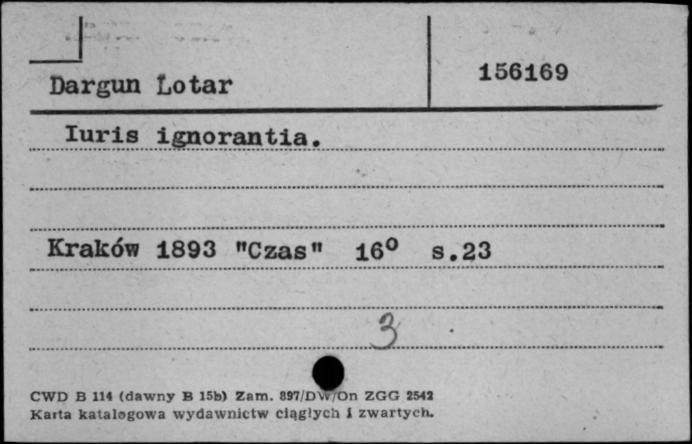 Dargun Lotar
156169
Iuris ignorantia.
Kraków 1893 "Czas" 16º s.23
3
CWD B 114 (dawny B 15b) Zam. 897/DW/On ZGG 2542
Karta katalogowa wydawnictw ciągłych i zwartych.